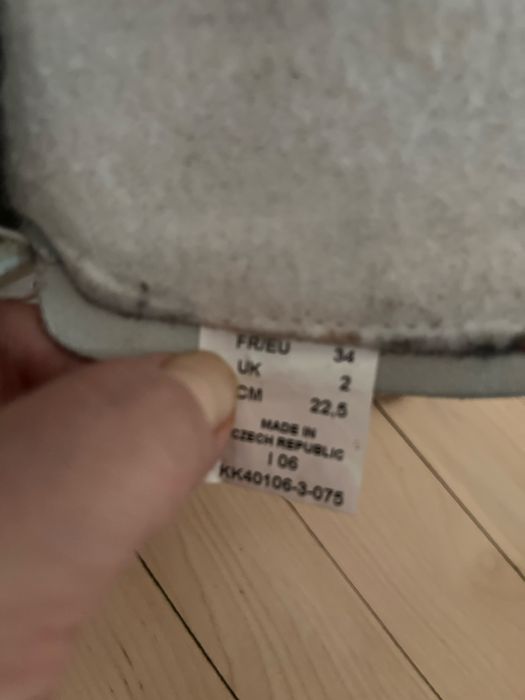 FR/EU 34
UK 2
CM 22,5
MADE IN
CZECH REPUBLIC
I 06
KK40106-3-075